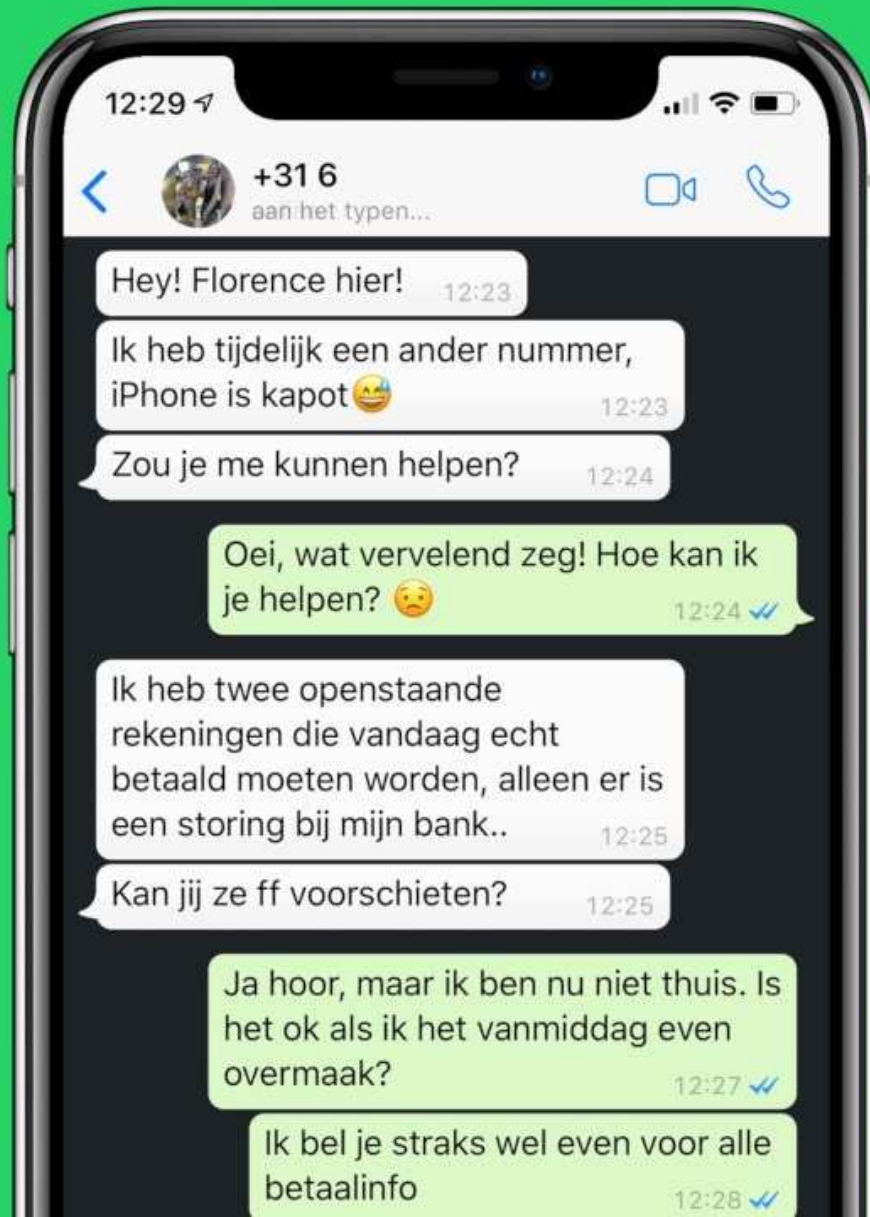 12:29
+31 6
aan het typen...
Hey! Florence hier! 12:23
Ik heb tijdelijk een ander nummer,
iPhone is kapot😅 12:23
Zou je me kunnen helpen? 12:24
Oei, wat vervelend zeg! Hoe kan ik
je helpen? 😟 12:24
Ik heb twee openstaande
rekeningen die vandaag echt
betaald moeten worden, alleen er is
een storing bij mijn bank.. 12:25
Kan jij ze ff voorschieten? 12:25
Ja hoor, maar ik ben nu niet thuis. Is
het ok als ik het vanmiddag even
overmaak? 12:27
Ik bel je straks wel even voor alle
betaalinfo 12:28